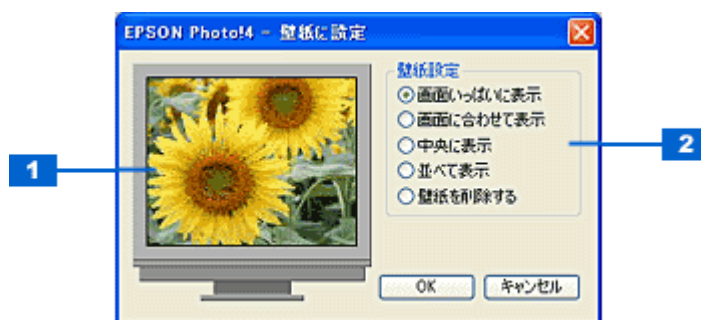 EPSON Photo!4 - 壁紙に設定
壁紙設定
画面いっぱいに表示
画面に合わせて表示
中央に表示
並べて表示
壁紙を削除する
1
2
OK キャンセル